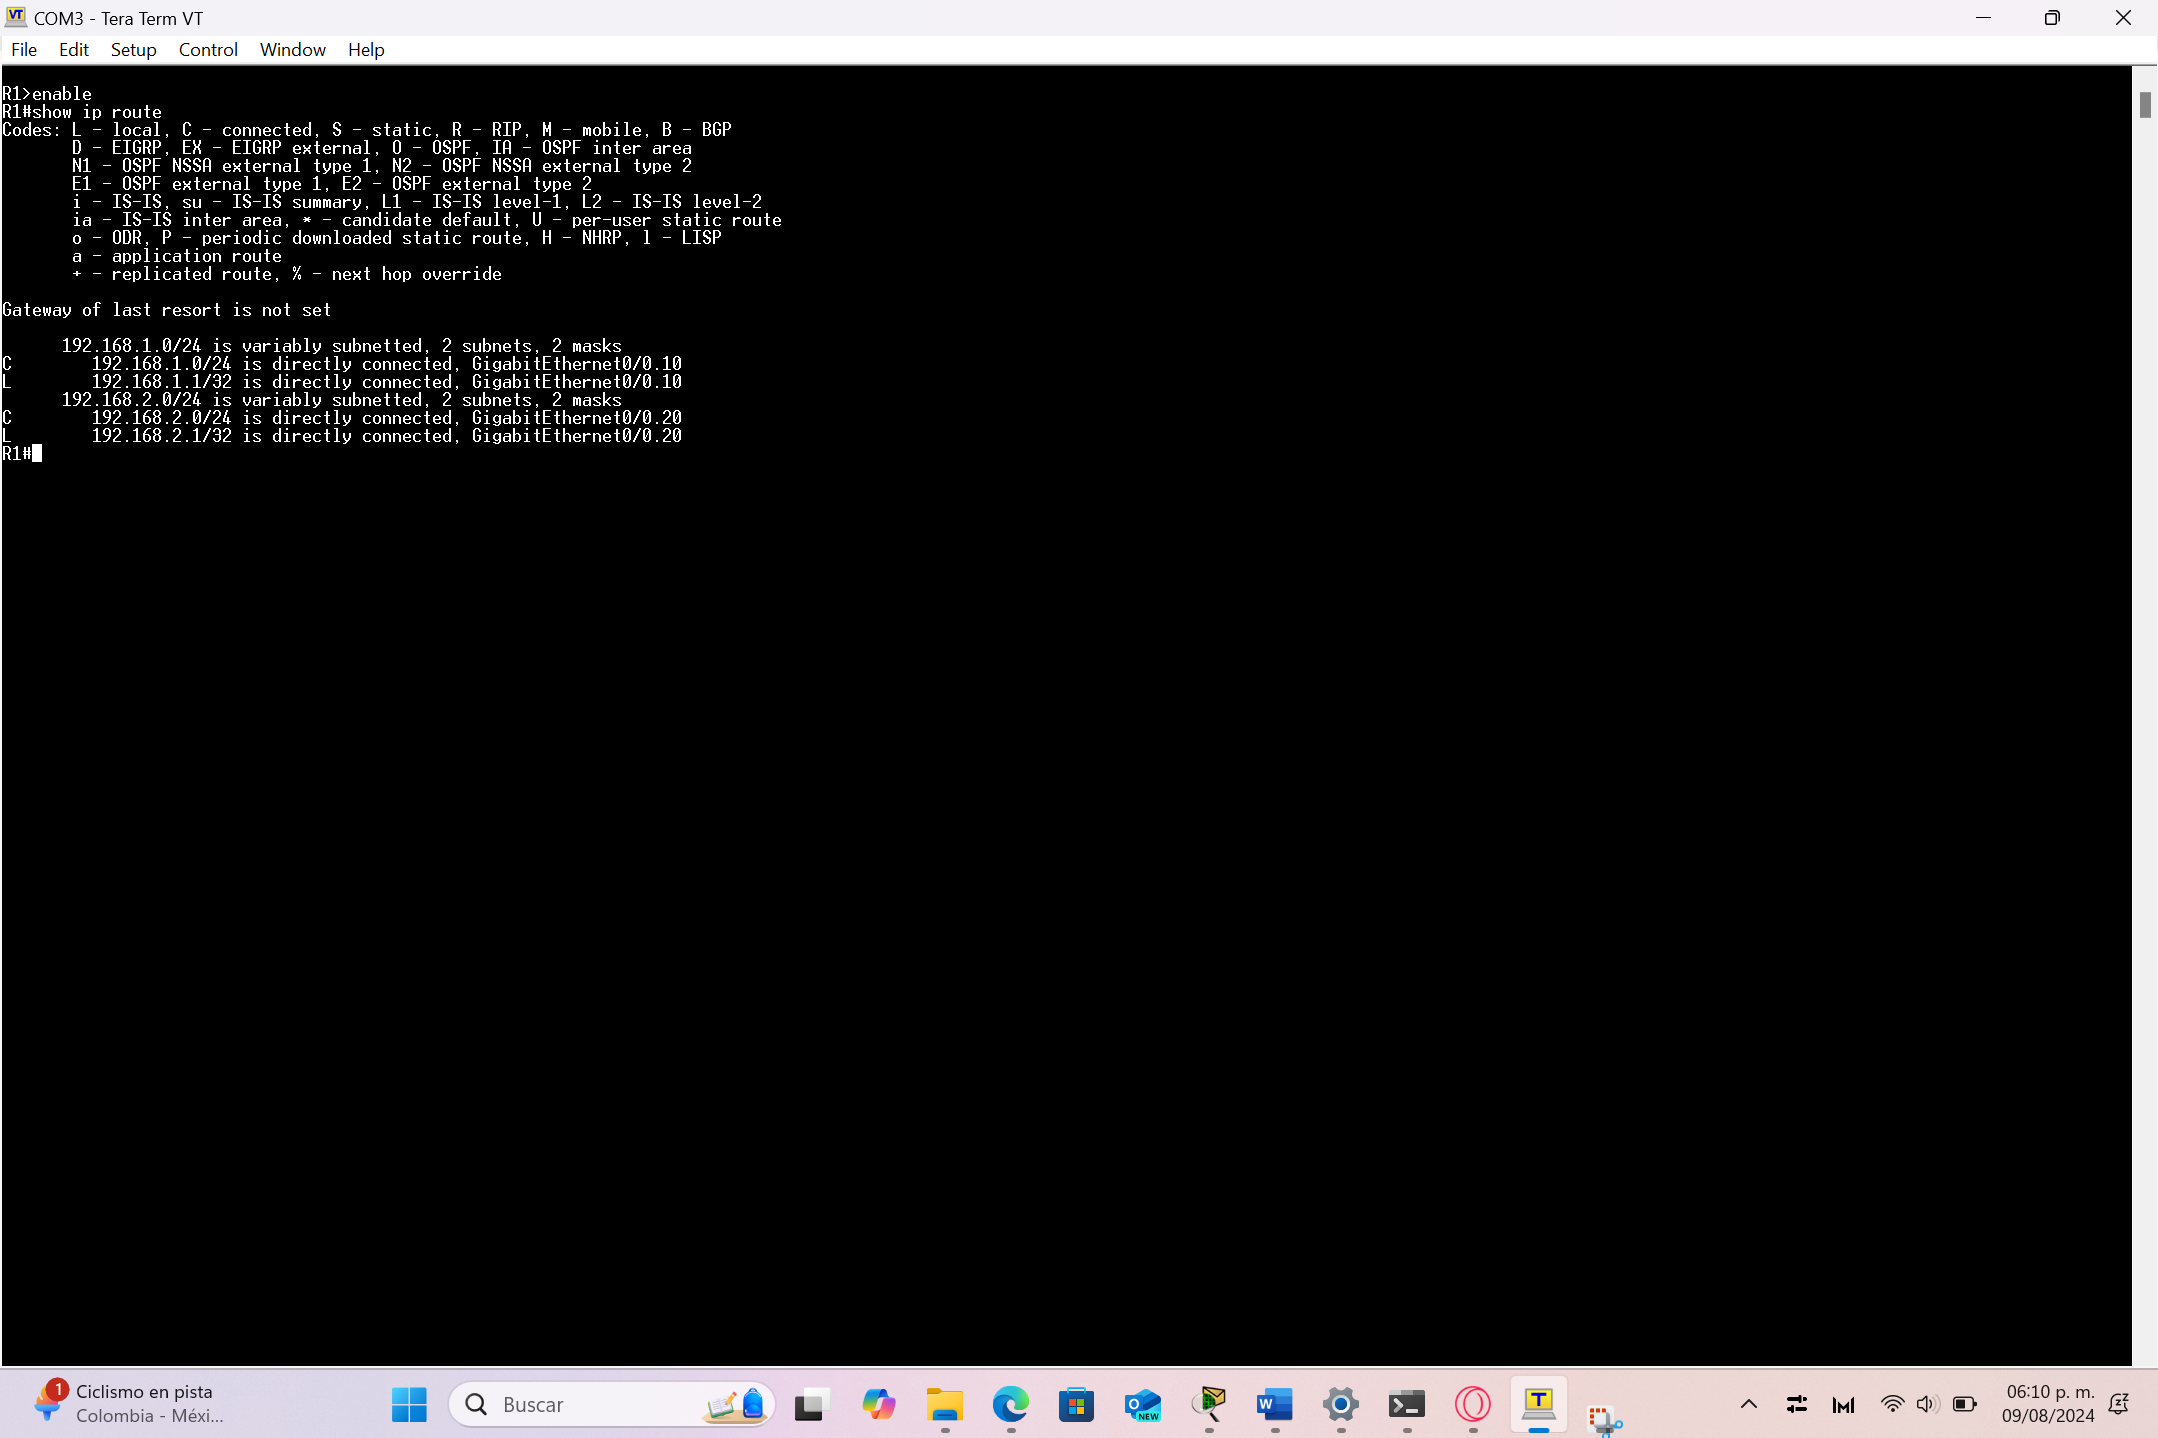 COM3 - Tera Term VT
File Edit Setup Control Window Help
R1>enable
R1#show ip route
Codes: L - local, C - connected, S - static, R - RIP, M - mobile, B - BGP
D - EIGRP, EX - EIGRP external, O - OSPF, IA - OSPF inter area
N1 - OSPF NSSA external type 1, N2 - OSPF NSSA external type 2
E1 - OSPF external type 1, E2 - OSPF external type 2
i - IS-IS, su - IS-IS summary, L1 - IS-IS level-1, L2 - IS-IS level-2
ia - IS-IS inter area, * - candidate default, U - per-user static route
o - ODR, P - periodic downloaded static route, H - NHRP, l - LISP
a - application route
+ - replicated route, % - next hop override
Gateway of last resort is not set
192.168.1.0/24 is variably subnetted, 2 subnets, 2 masks
C 192.168.1.0/24 is directly connected, GigabitEthernet0/0.10
L 192.168.1.1/32 is directly connected, GigabitEthernet0/0.10
192.168.2.0/24 is variably subnetted, 2 subnets, 2 masks
C 192.168.2.0/24 is directly connected, GigabitEthernet0/0.20
L 192.168.2.1/32 is directly connected, GigabitEthernet0/0.20
R1#
1 Ciclismo en pista
Colombia - Méxi...
Buscar
NEW
06:10 p. m.
09/08/2024